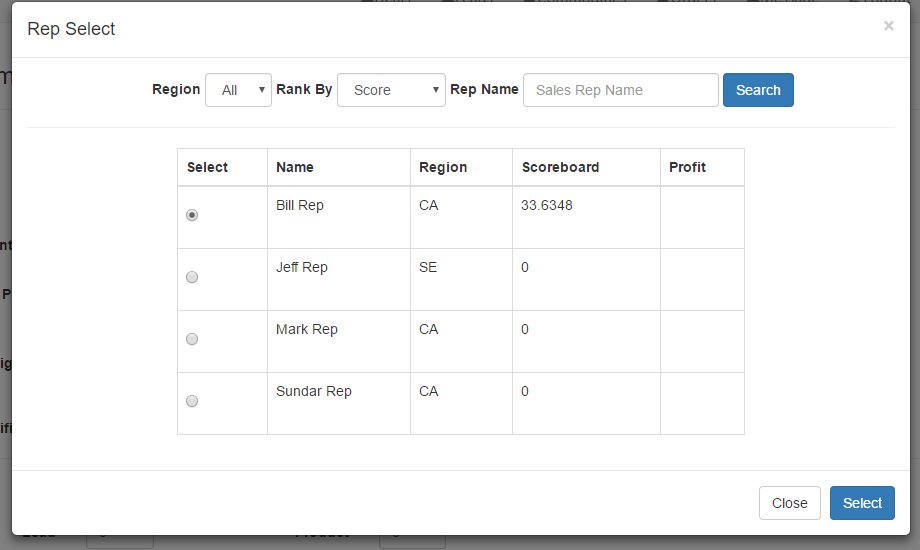 Rep Select ×
Region All Rank By Score Rep Name Sales Rep Name Search
Select Name Region Scoreboard Profit
Bill Rep CA 33.6348
Jeff Rep SE 0
Mark Rep CA 0
Sundar Rep CA 0
Close Select